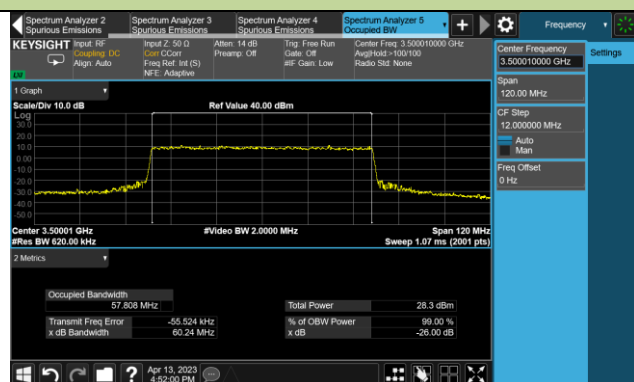 Spectrum Analyzer 2
Spurious Emissions
Spectrum Analyzer 3
Spurious Emissions
Spectrum Analyzer 4
Spurious Emissions
Spectrum Analyzer 5
Occupied BW
Frequency
KEYSIGHT
Input: RF
Coupling: DC
Align: Auto
Input Z: 50 Ω
Corr CCorr
Freq Ref: Int (S)
NFE: Adaptive
Atten: 14 dB
Preamp: Off
Trig: Free Run
Gate: Off
#IF Gain: Low
Center Freq: 3.500010000 GHz
Avg|Hold:>100/100
Radio Std: None
Center Frequency
3.500010000 GHz
Settings
Span
120.00 MHz
CF Step
12.000000 MHz
Auto
Man
Freq Offset
0 Hz
1 Graph
Scale/Div 10.0 dB
Ref Value 40.00 dBm
Log
30.0
20.0
10.0
0.00
-10.0
-20.0
-30.0
-40.0
-50.0
Center 3.50001 GHz
#Res BW 620.00 kHz
#Video BW 2.0000 MHz
Span 120 MHz
Sweep 1.07 ms (2001 pts)
2 Metrics
Occupied Bandwidth
57.808 MHz
Total Power
28.3 dBm
Transmit Freq Error
-55.524 kHz
% of OBW Power
99.00 %
x dB Bandwidth
60.24 MHz
x dB
-26.00 dB
?
Apr 13, 2023
4:52:00 PM